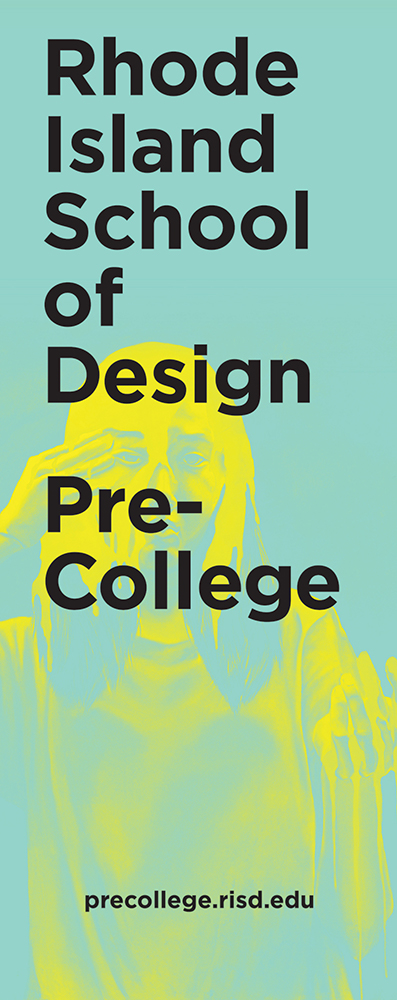 Rhode
Island
School
of
Design
Pre-
College
precollege.risd.edu